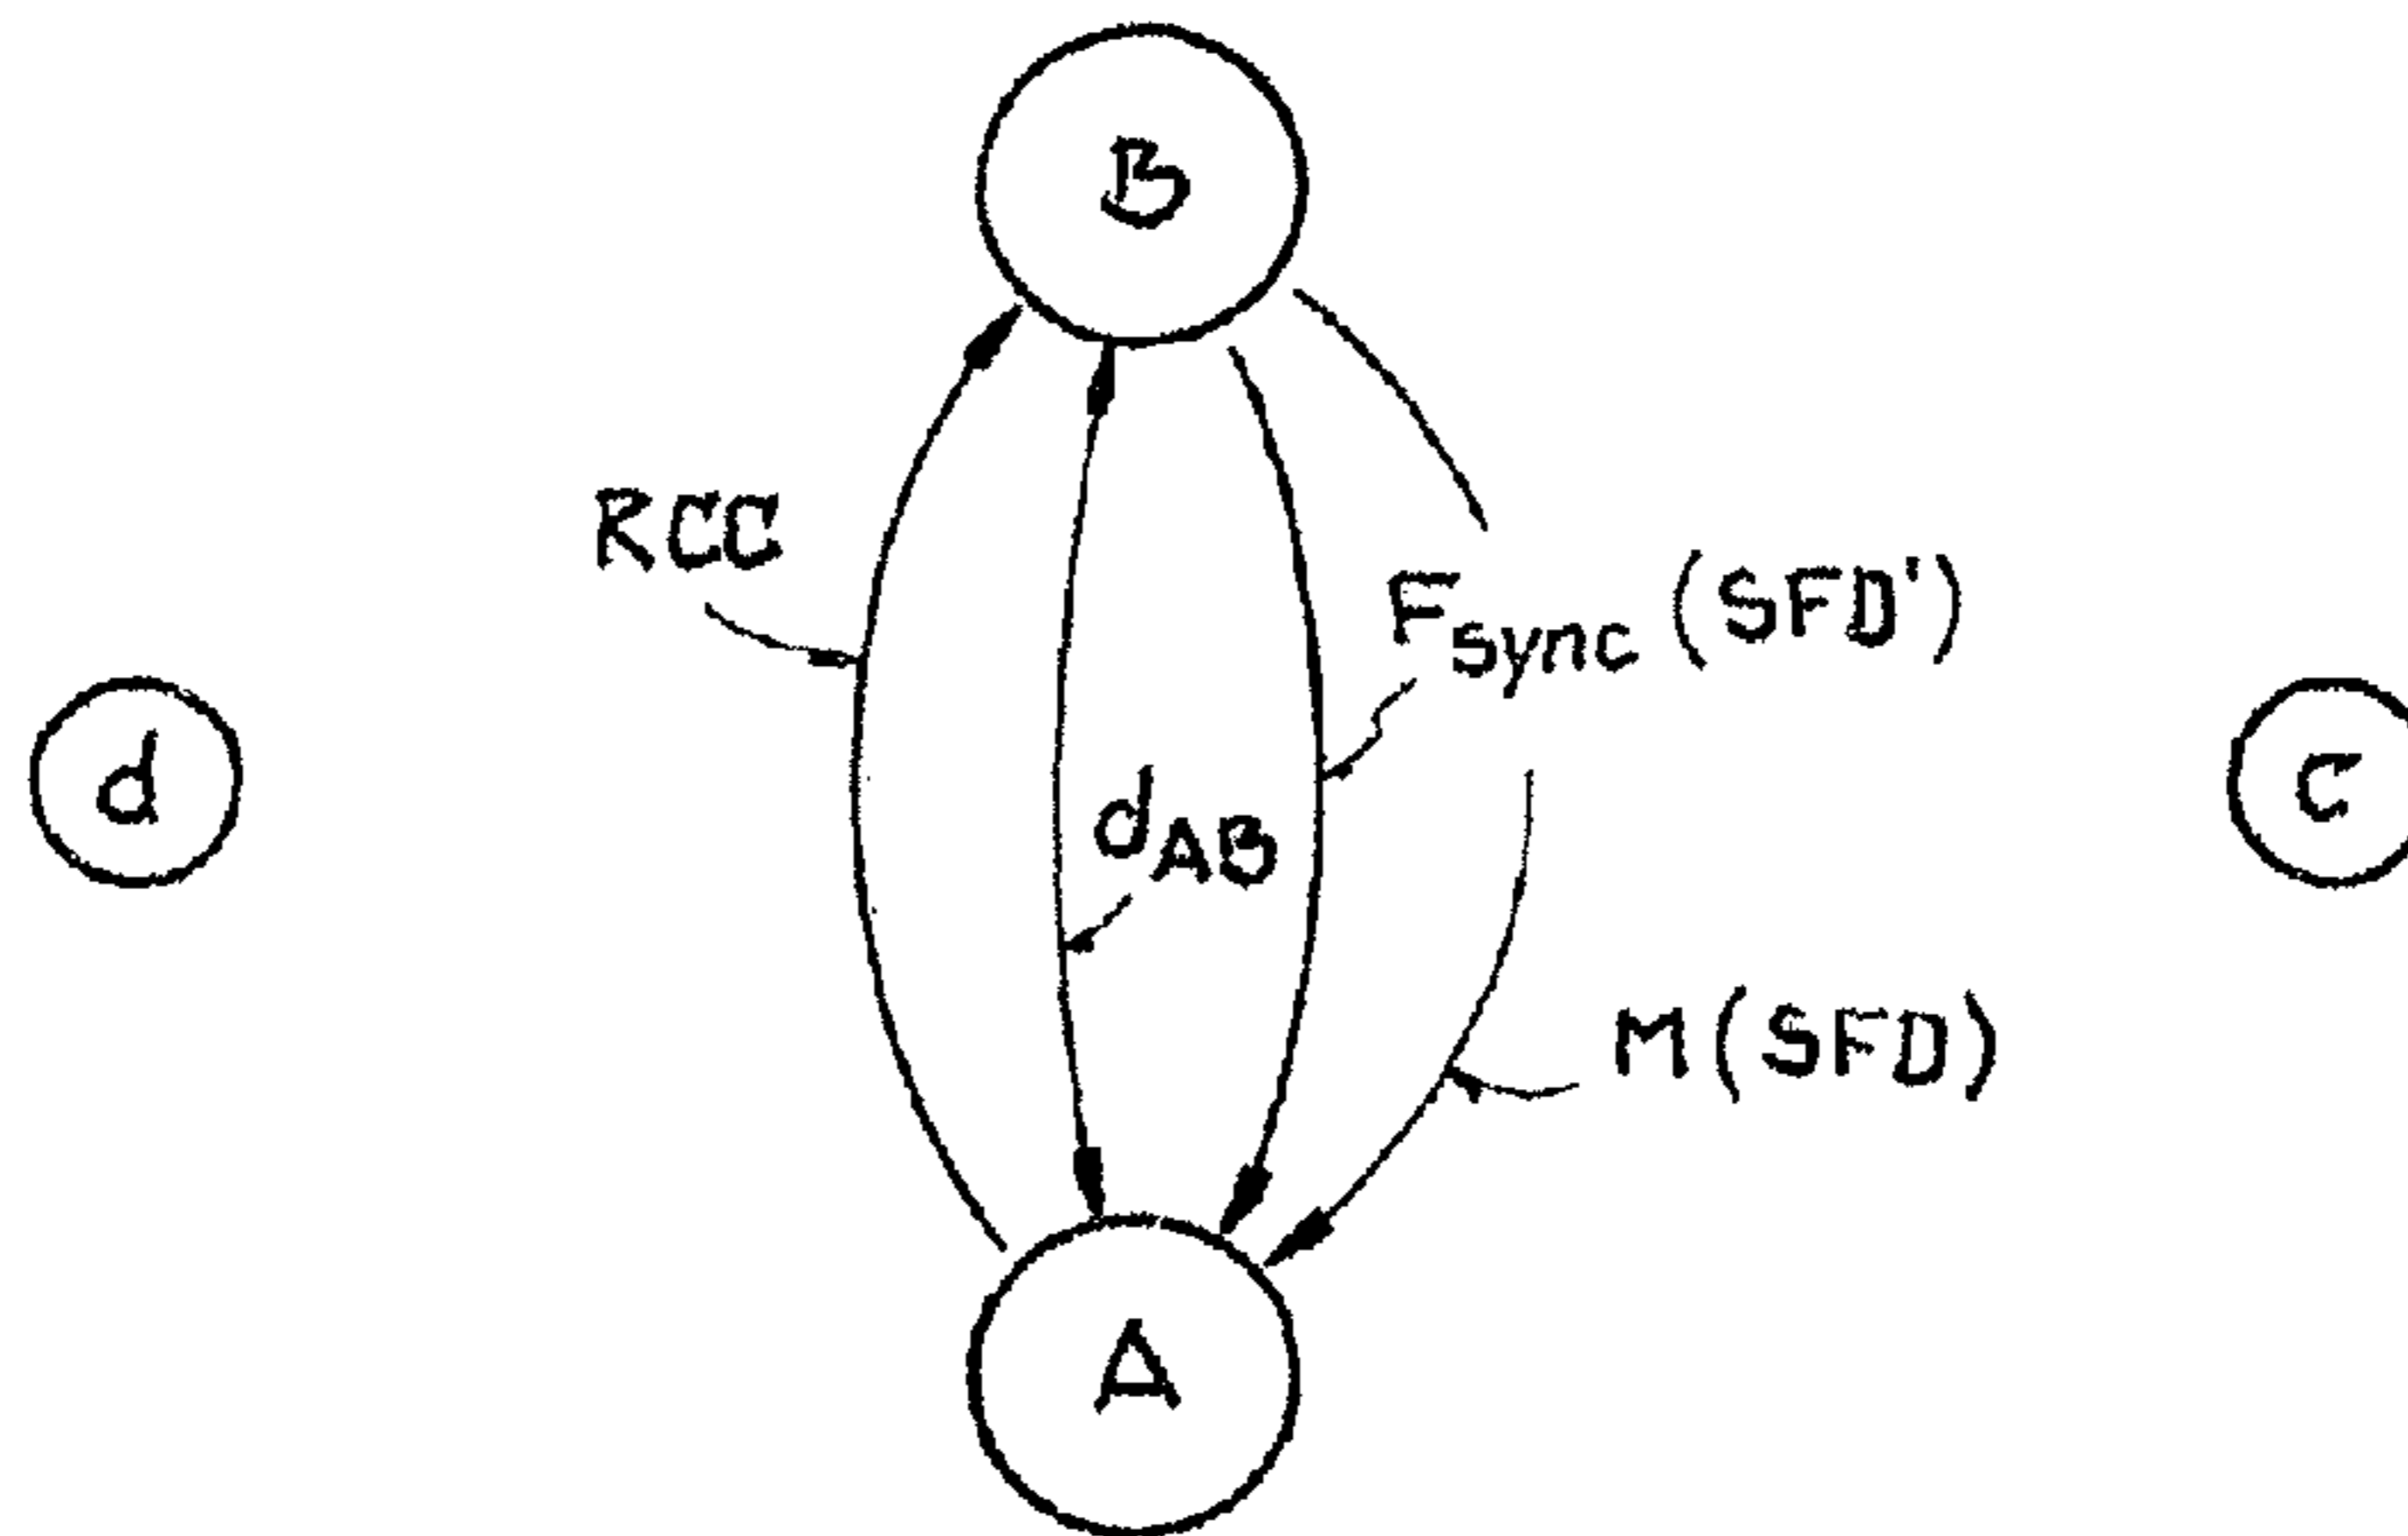 B
RCC
Fsync (SFD')
d
dAB
C
M(SFD)
A